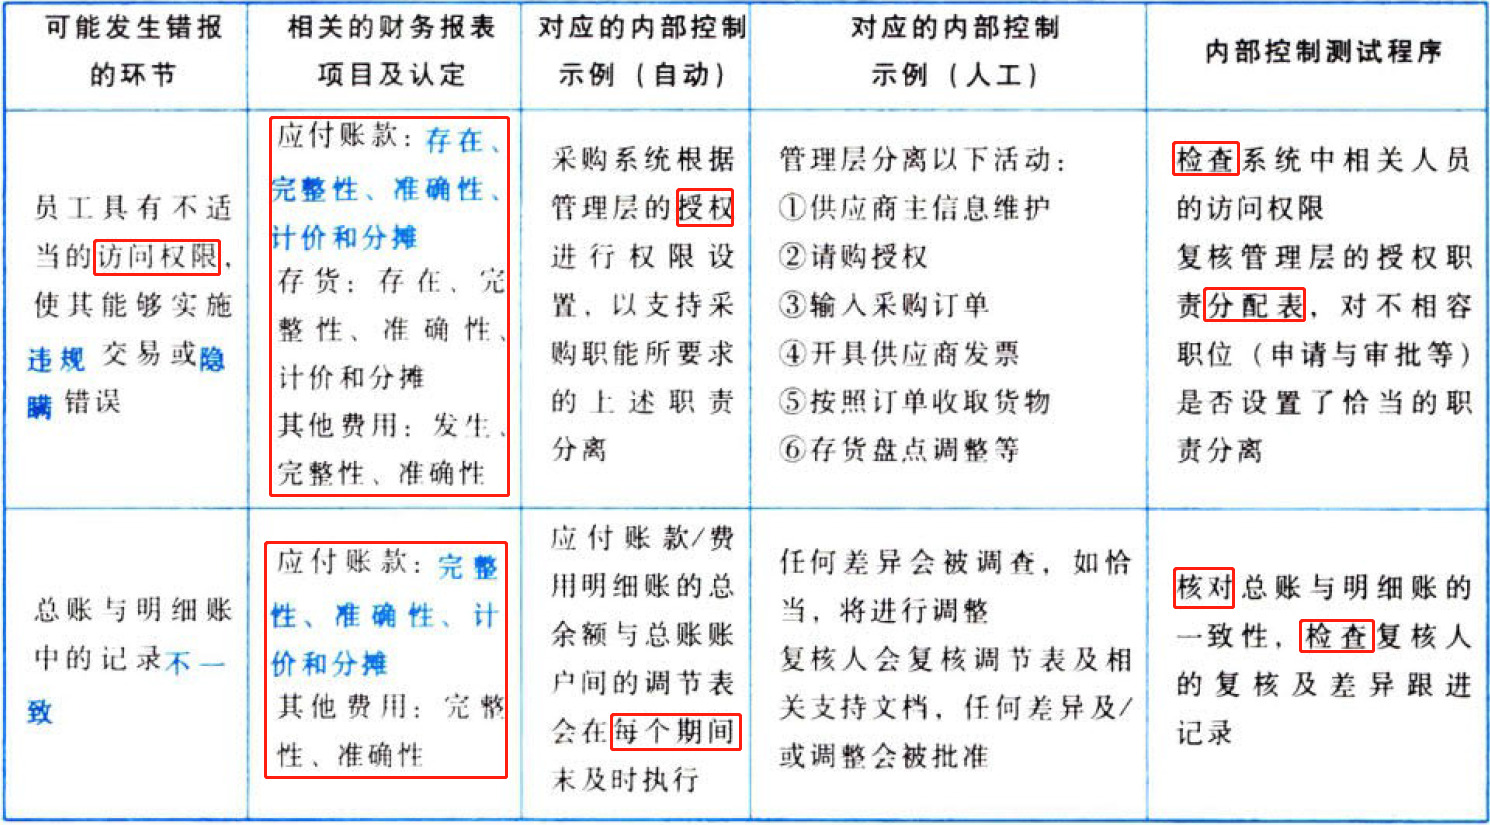 可能发生错报
的环节
相关的财务报表
项目及认定
对应的内部控制
示例（自动）
对应的内部控制
示例（人工）
内部控制测试程序
员工具有不适
当的访问权限，
使其能够实施
违规交易或隐
瞒错误
应付账款：存在、
完整性、准确性、
计价和分摊
存货：存在、完
整性、准确性、
计价和分摊
其他费用：发生、
完整性、准确性
采购系统根据
管理层的授权
进行权限设
置，以支持采
购职能所要求
的上述职责
分离
管理层分离以下活动：
①供应商主信息维护
②请购授权
③输入采购订单
④开具供应商发票
⑤按照订单收取货物
⑥存货盘点调整等
检查系统中相关人员
的访问权限
复核管理层的授权职
责分配表，对不相容
职位（申请与审批等）
是否设置了恰当的职
责分离
总账与明细账
中的记录不一
致
应付账款：完整
性、准确性、计
价和分摊
其他费用：完整
性、准确性
应付账款/费
用明细账的总
余额与总账账
户间的调节表
会在每个期间
末及时执行
任何差异会被调查，如恰
当，将进行调整
复核人会复核调节表及相
关支持文档，任何差异及/
或调整会被批准
核对总账与明细账的
一致性，检查复核人
的复核及差异跟进
记录